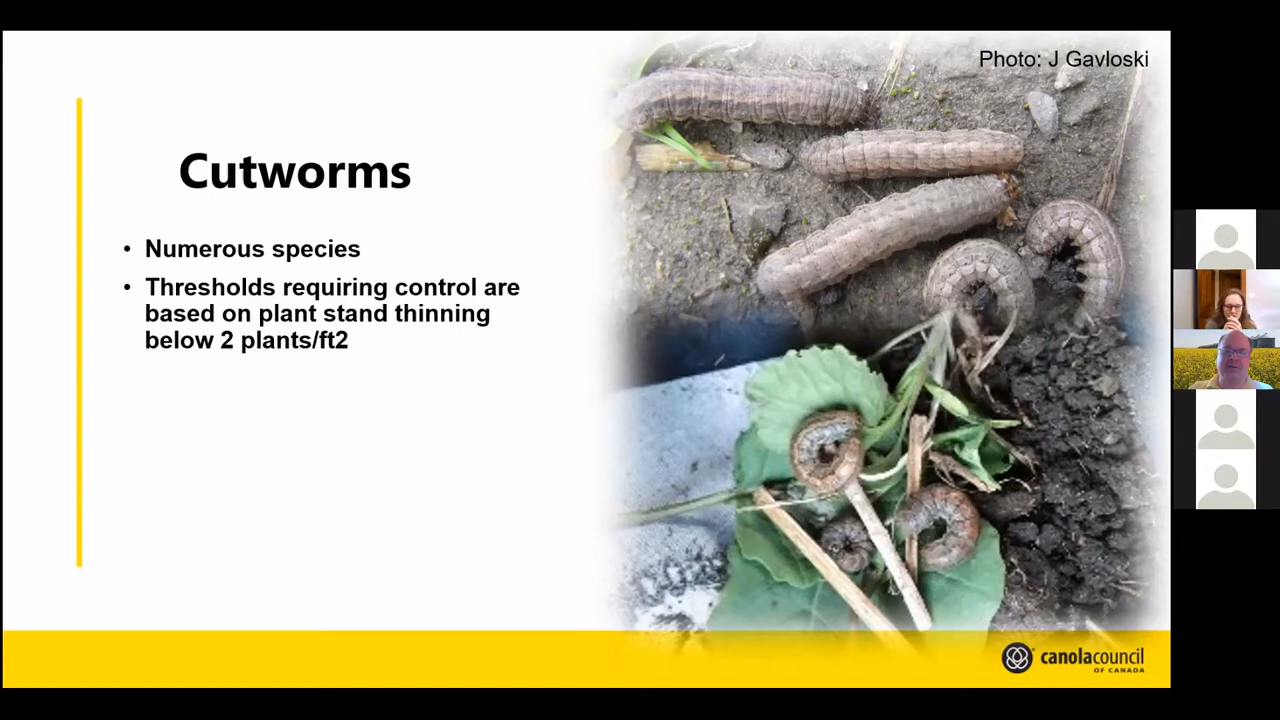 Photo: J Gavloski
Cutworms
• Numerous species
• Thresholds requiring control are
based on plant stand thinning
below 2 plants/ft2
canolacouncil
OF CANADA